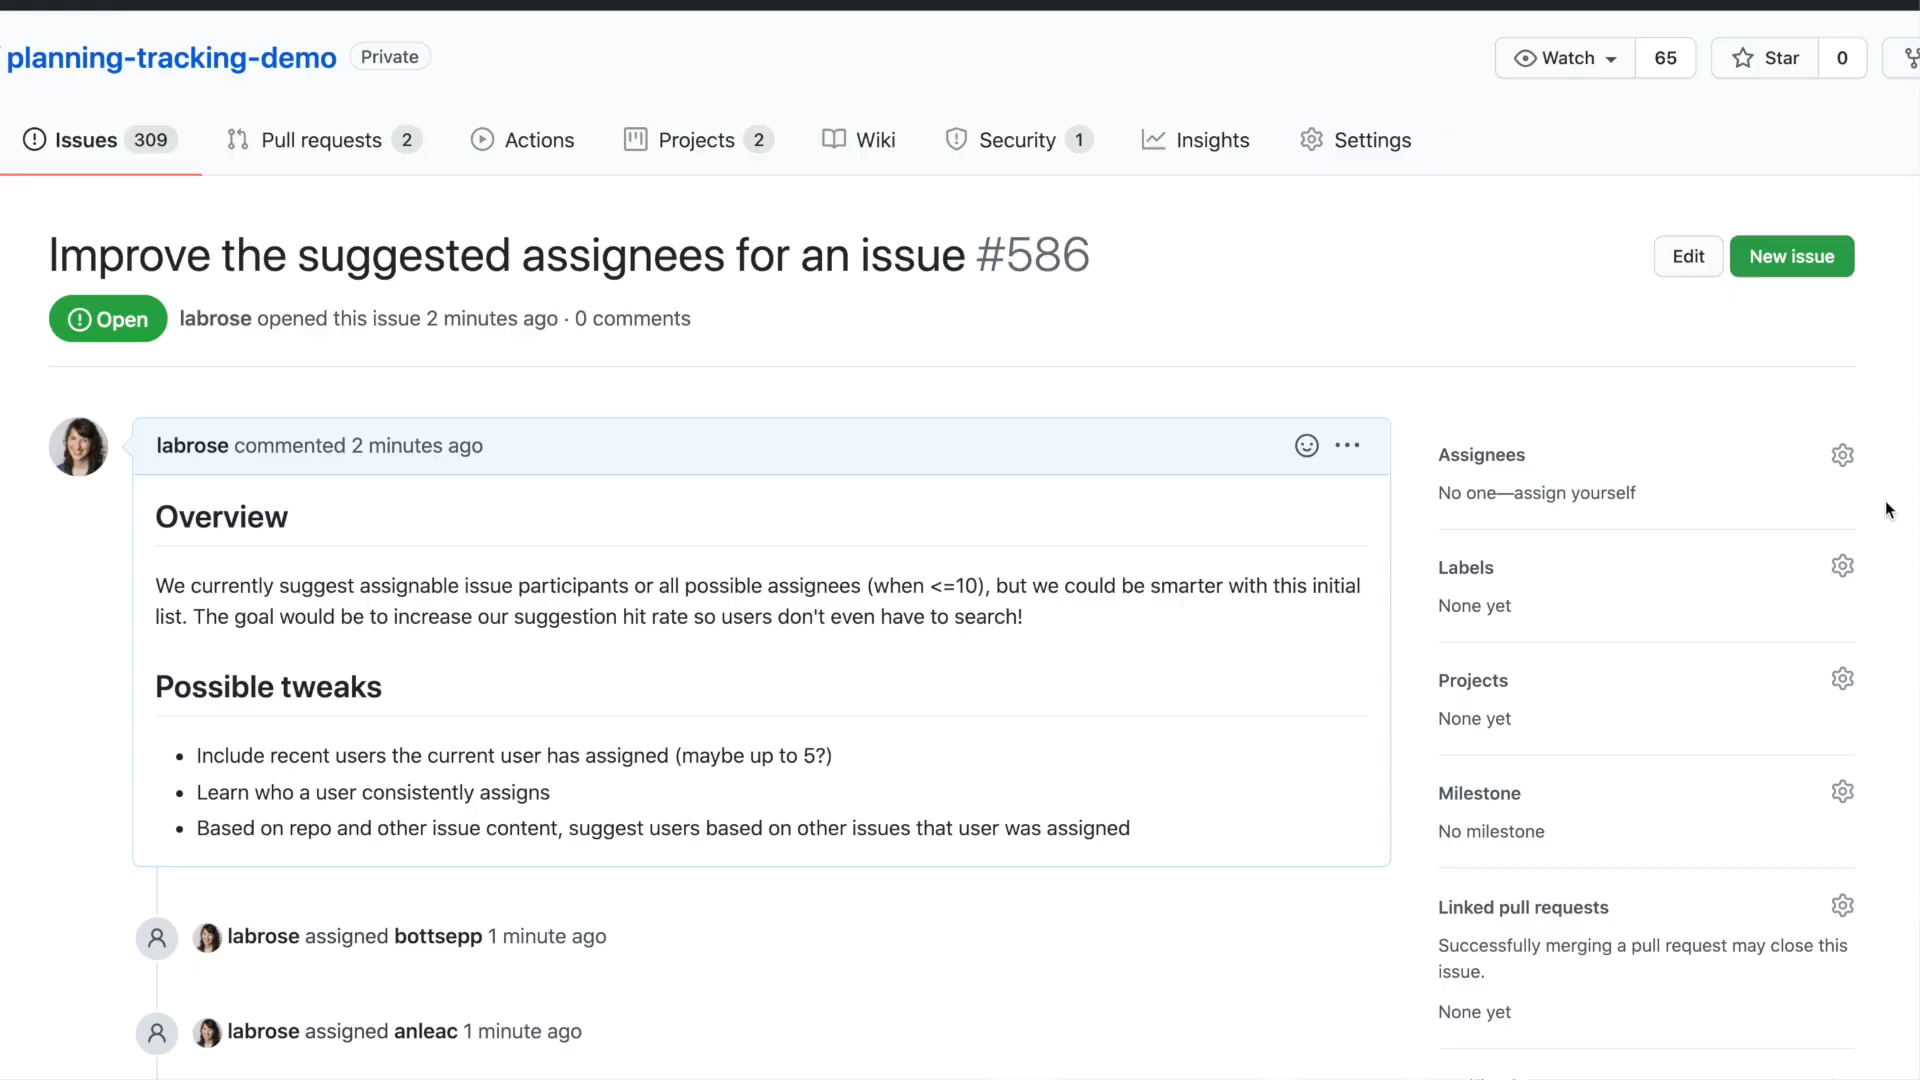 planning-tracking-demo Private
Watch 65 Star 0
Issues 309 Pull requests 2 Actions Projects 2 Wiki Security 1 Insights Settings
Improve the suggested assignees for an issue #586
Edit New issue
Open labrose opened this issue 2 minutes ago · 0 comments
labrose commented 2 minutes ago
Overview
We currently suggest assignable issue participants or all possible assignees (when <=10), but we could be smarter with this initial
list. The goal would be to increase our suggestion hit rate so users don't even have to search!
Possible tweaks
• Include recent users the current user has assigned (maybe up to 5?)
• Learn who a user consistently assigns
• Based on repo and other issue content, suggest users based on other issues that user was assigned
labrose assigned bottsepp 1 minute ago
labrose assigned anleac 1 minute ago
Assignees
No one—assign yourself
Labels
None yet
Projects
None yet
Milestone
No milestone
Linked pull requests
Successfully merging a pull request may close this
issue.
None yet